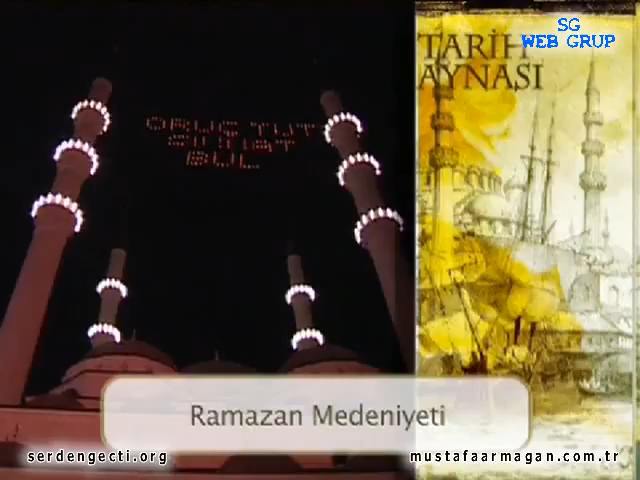 SG
WEB GRUP
TARİH
AYNASI
ORUÇ TUT
SIHHAT
BUL
Ramazan Medeniyeti
serdengecti.org
mustafaarmagan.com.tr